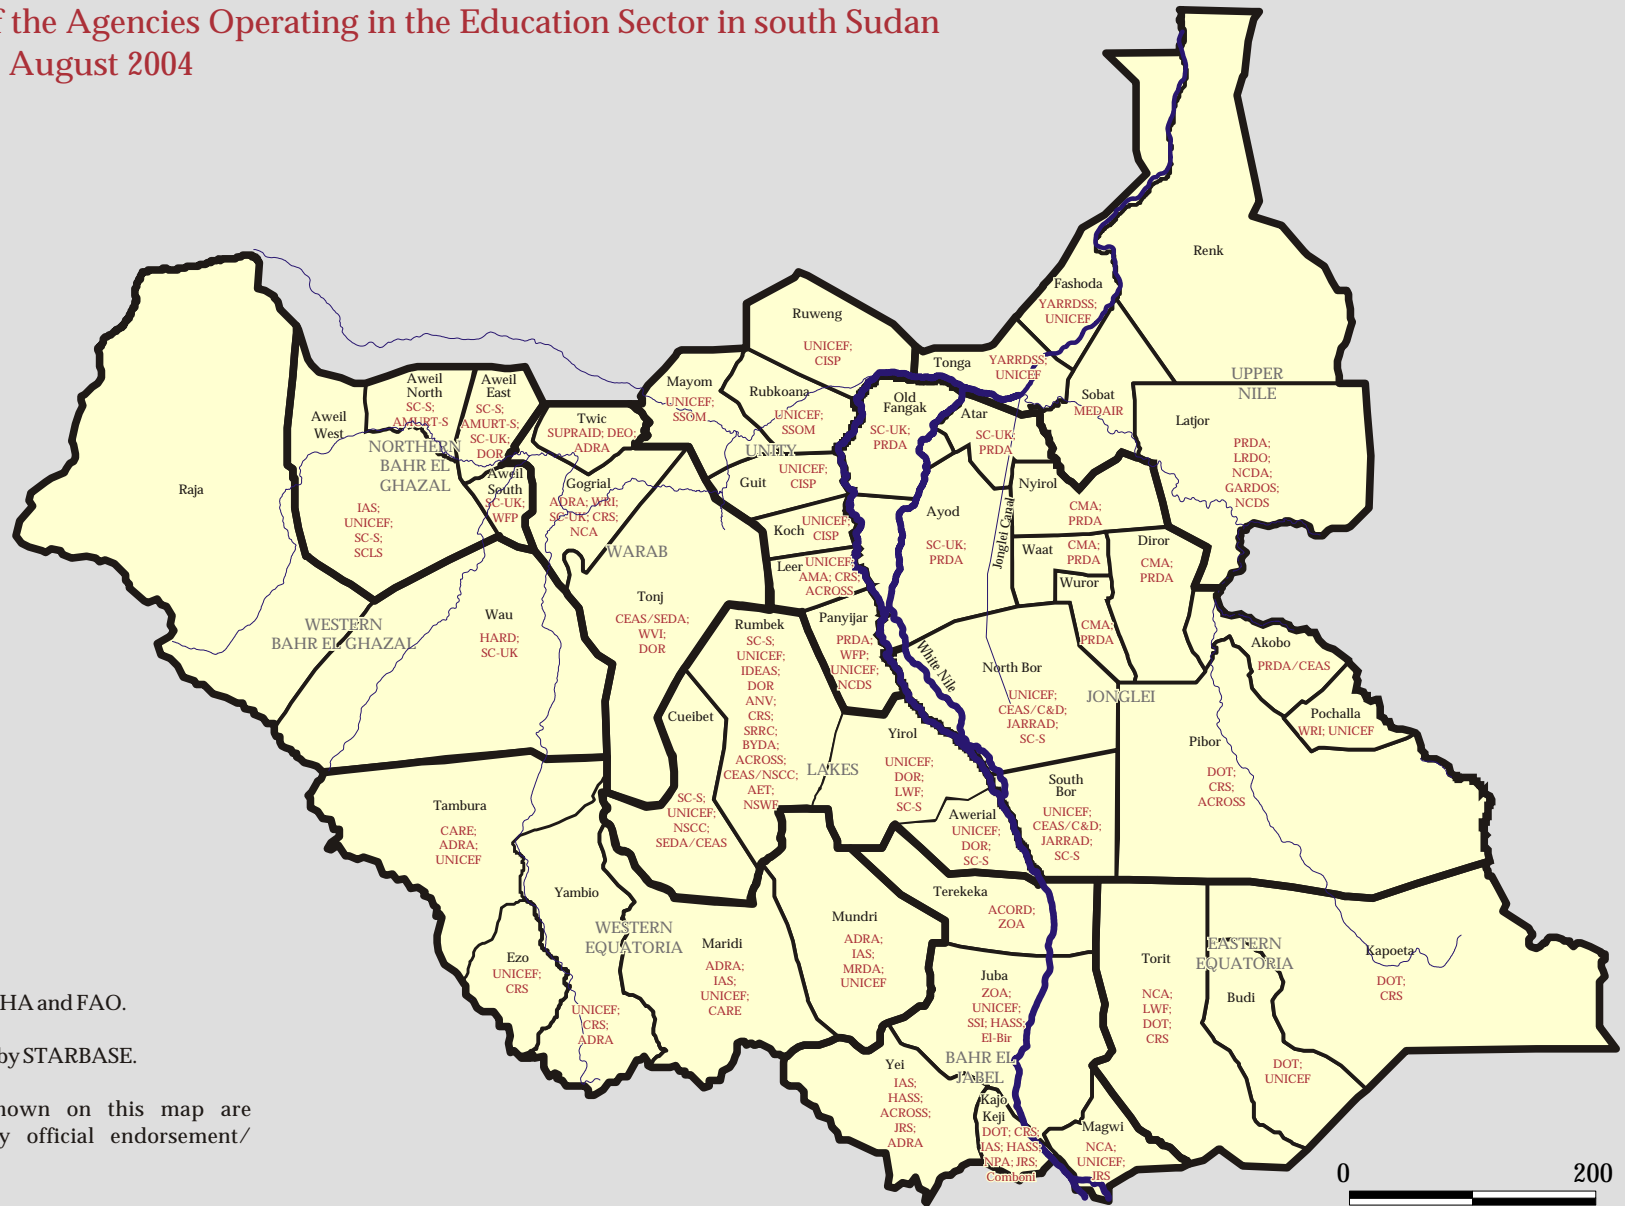 f the Agencies Operating in the Education Sector in south Sudan
August 2004
Renk
Fashoda
YARRDSS;
UNICEF
Ruweng
UNICEF;
CISP
Tonga
YARRDSS;
UNICEF
UPPER
NILE
Sobat
MEDAIR
Latjor
PRDA;
LRDO;
NCDA;
GARDOS;
NCDS
Mayom
UNICEF;
SSOM
Rubkoana
UNICEF;
SSOM
UNITY
Guit
UNICEF;
CISP
Old
Fangak
SC-UK;
PRDA
Atar
SC-UK;
PRDA
Aweil
North
SC-S;
AMURT-S
Aweil
East
SC-S;
AMURT-S;
SC-UK;
DOR
Aweil
West
NORTHERN
BAHR EL
GHAZAL
IAS;
UNICEF;
SC-S;
SCLS
Aweil
South
SC-UK;
WFP
Twic
SUPRAID; DEO;
ADRA
Gogrial
ADRA; WRI;
SC-UK; CRS;
NCA
WARAB
Raja
Koch
UNICEF;
CISP
Leer
UNICEF;
AMA; CRS;
ACROSS
Ayod
SC-UK;
PRDA
Jonglei Canal
Nyirol
CMA;
PRDA
Waat
CMA;
PRDA
Diror
CMA;
PRDA
Wuror
CMA;
PRDA
WESTERN
BAHR EL GHAZAL
Wau
HARD;
SC-UK
Tonj
CEAS/SEDA;
WVI;
DOR
Rumbek
SC-S;
UNICEF;
IDEAS;
DOR
ANV;
CRS;
SRRC;
BYDA;
ACROSS;
CEAS/NSCC;
AET;
NSWF
Panyijar
PRDA;
WFP;
UNICEF;
NCDS
White Nile
North Bor
UNICEF;
CEAS/C&D;
JARRAD;
SC-S
JONGLEI
Akobo
PRDA/CEAS
Pochalla
WRI; UNICEF
Pibor
DOT;
CRS;
ACROSS
Cueibet
SC-S;
UNICEF;
NSCC;
SEDA/CEAS
LAKES
Yirol
UNICEF;
DOR;
LWF;
SC-S
Awerial
UNICEF;
DOR;
SC-S
South
Bor
UNICEF;
CEAS/C&D;
JARRAD;
SC-S
Tambura
CARE;
ADRA;
UNICEF
Yambio
UNICEF;
CRS;
ADRA
WESTERN
EQUATORIA
Ezo
UNICEF;
CRS
Maridi
ADRA;
IAS;
UNICEF;
CARE
Mundri
ADRA;
IAS;
MRDA;
UNICEF
Terekeka
ACORD;
ZOA
Juba
ZOA;
UNICEF;
SSI; HASS;
El-Bir
BAHR EL
JABEL
Torit
NCA;
LWF;
DOT;
CRS
EASTERN
EQUATORIA
Budi
DOT;
UNICEF
Kapoeta
DOT;
CRS
Yei
IAS;
HASS;
ACROSS;
JRS;
ADRA
Kajo
Keji
DOT; CRS;
IAS; HASS;
NPA; JRS;
Comboni
Magwi
NCA;
UNICEF;
JRS
HA and FAO.
by STARBASE.
nown on this map are
y official endorsement/
0 200